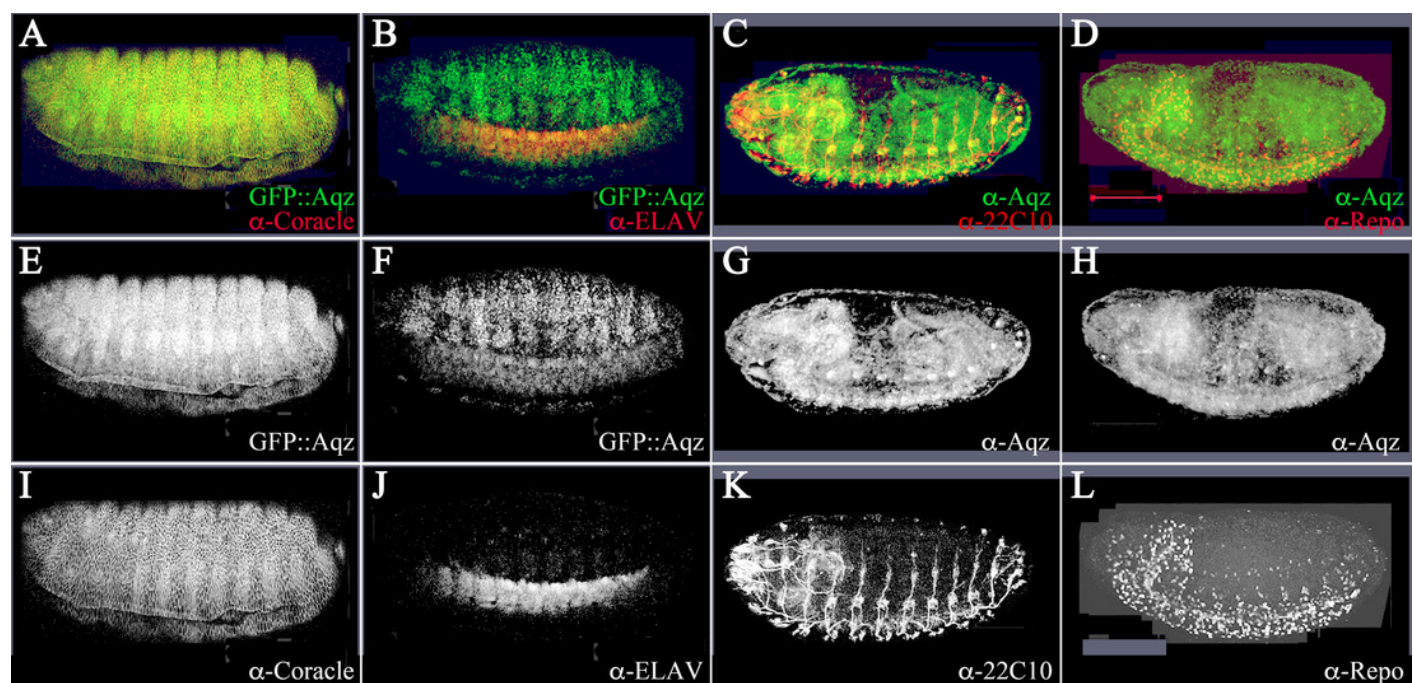 A
GFP::Aqz
α-Coracle
B
GFP::Aqz
α-ELAV
C
α-Aqz
α-22C10
D
α-Aqz
α-Repo
E
GFP::Aqz
F
GFP::Aqz
G
α-Aqz
H
α-Aqz
I
α-Coracle
J
α-ELAV
K
α-22C10
L
α-Repo